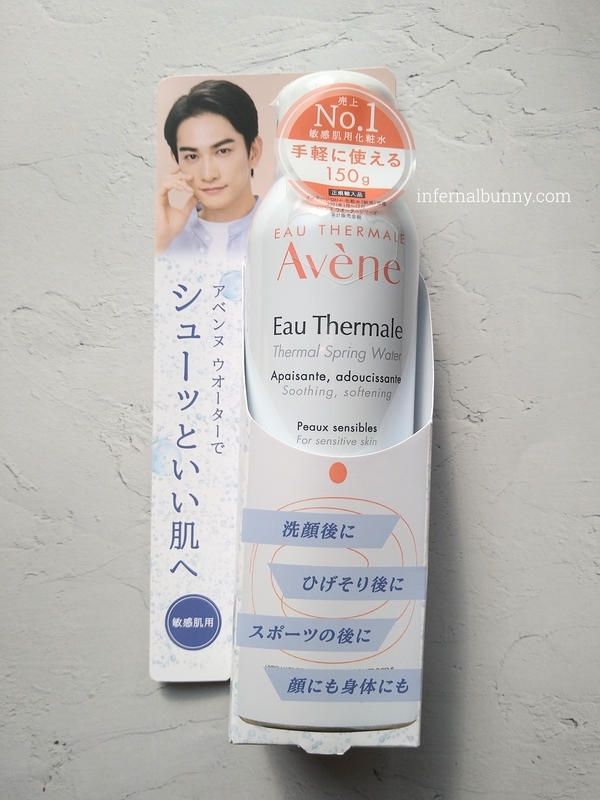 売上
No.1
敏感肌用化粧水
手軽に使える
150g
正規輸入品
infernalbunny.com
EAU THERMALE
Avène
Eau Thermale
Thermal Spring Water
Apaisante, adoucissante
Soothing, softening
Peaux sensibles
For sensitive skin
アベンヌ ウオーターで
シューッといい肌へ
敏感肌用
洗顔後に
ひげそり後に
スポーツの後に
顔にも身体にも